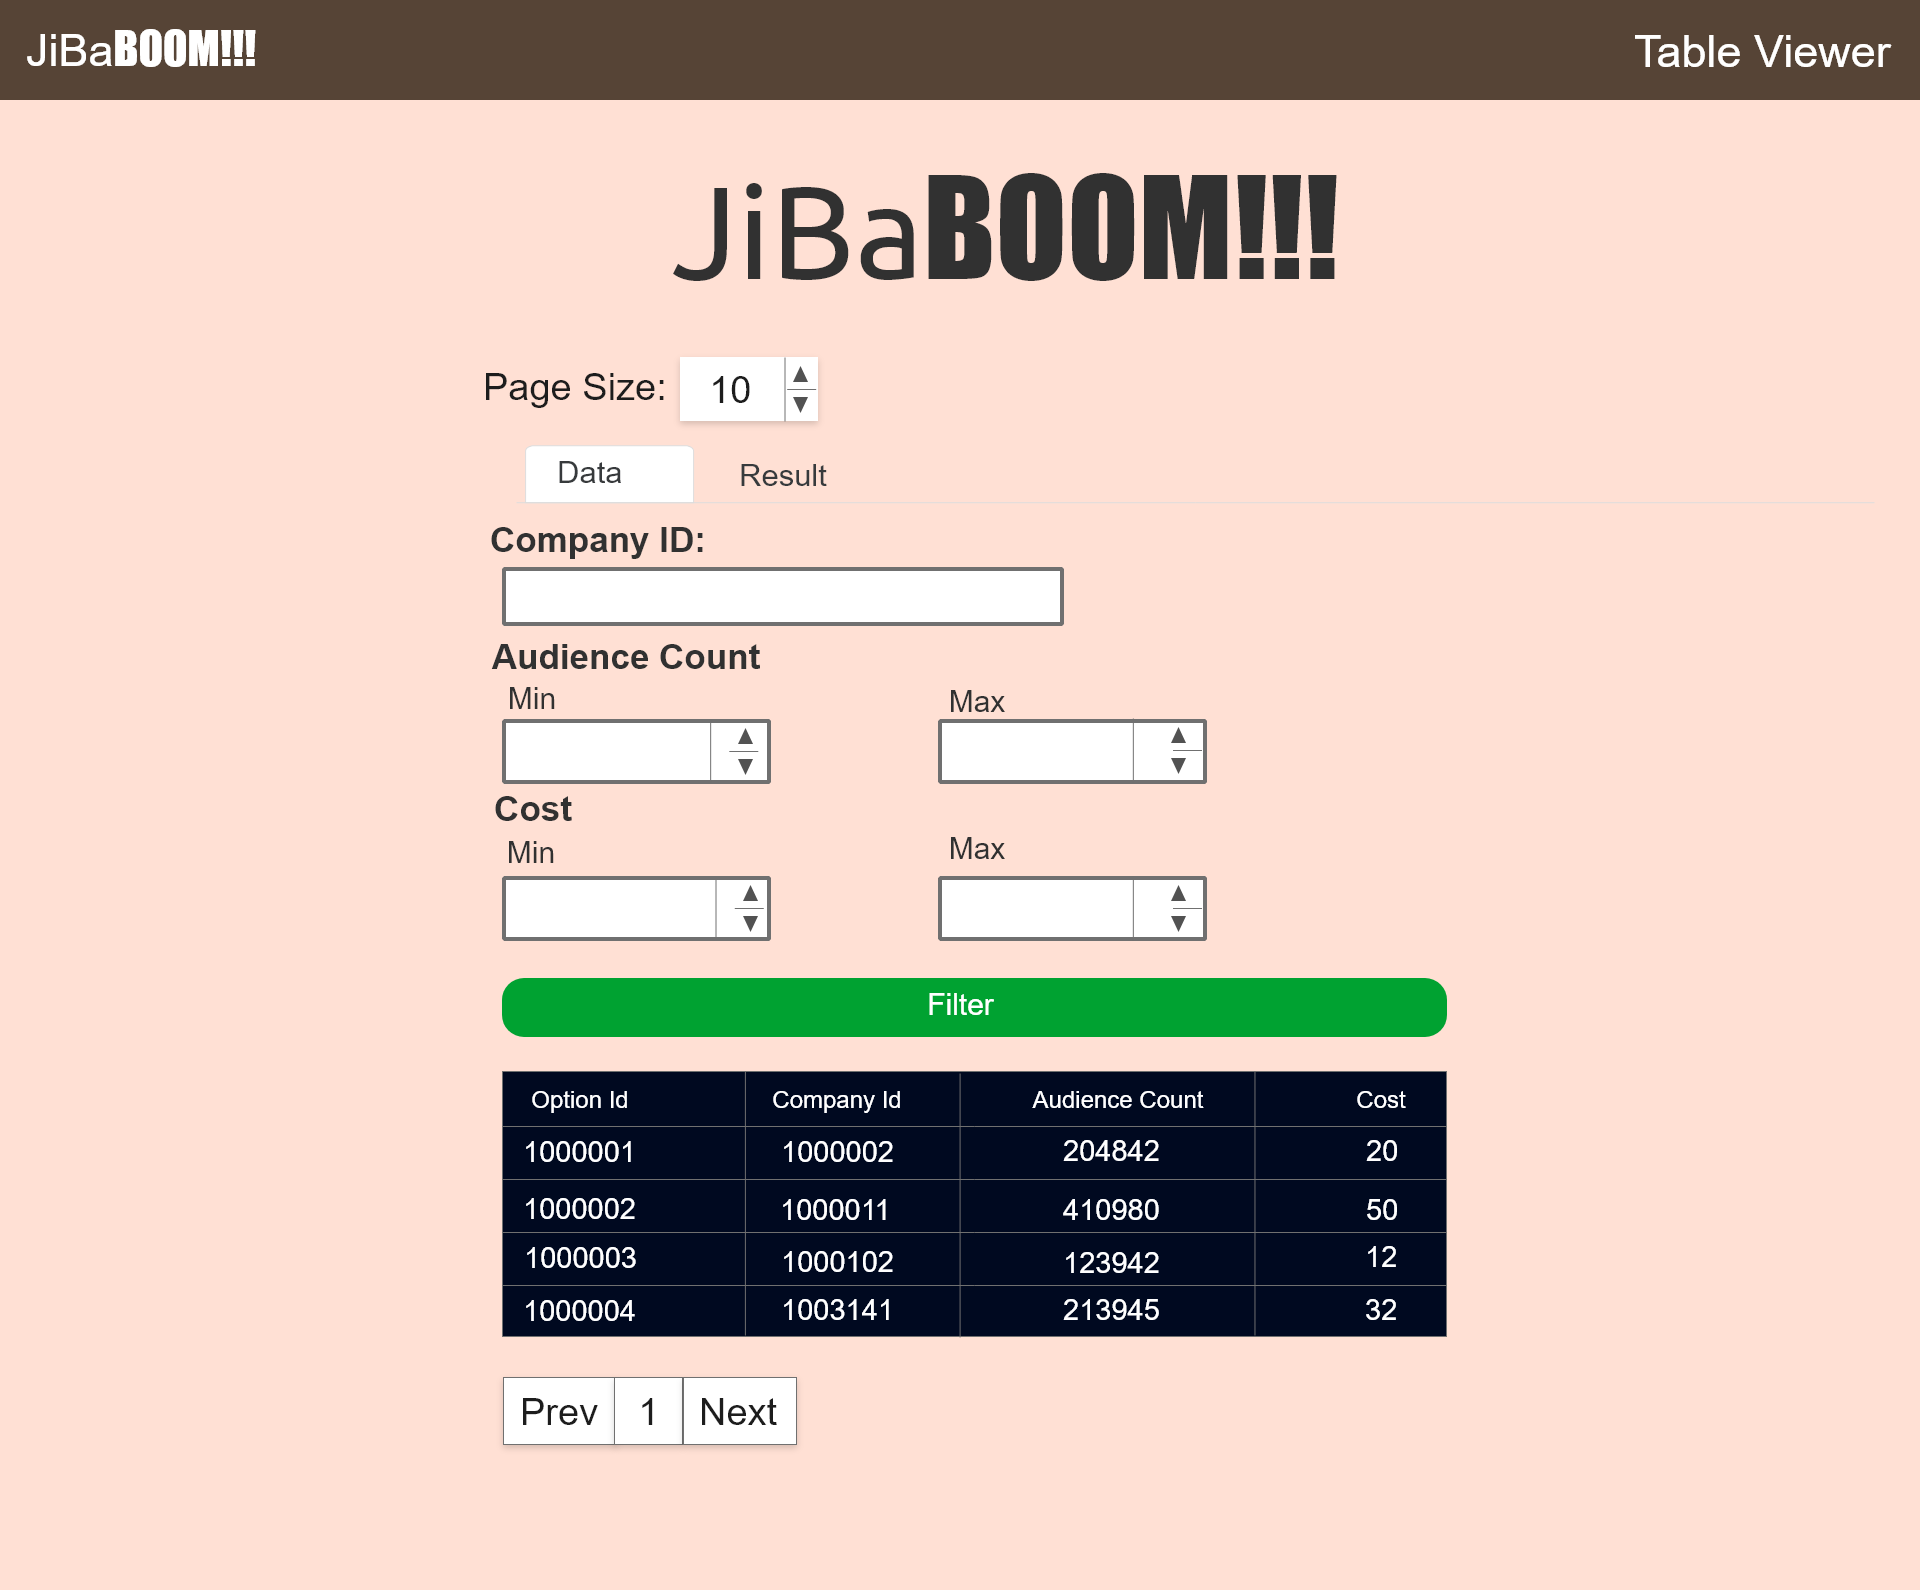 JiBaBOOM!!! Table Viewer
JiBaBOOM!!!
Page Size: 10
Data Result
Company ID:
Audience Count
Min Max
Cost
Min Max
Filter
Option Id Company Id Audience Count Cost
1000001 1000002 204842 20
1000002 1000011 410980 50
1000003 1000102 123942 12
1000004 1003141 213945 32
Prev 1 Next